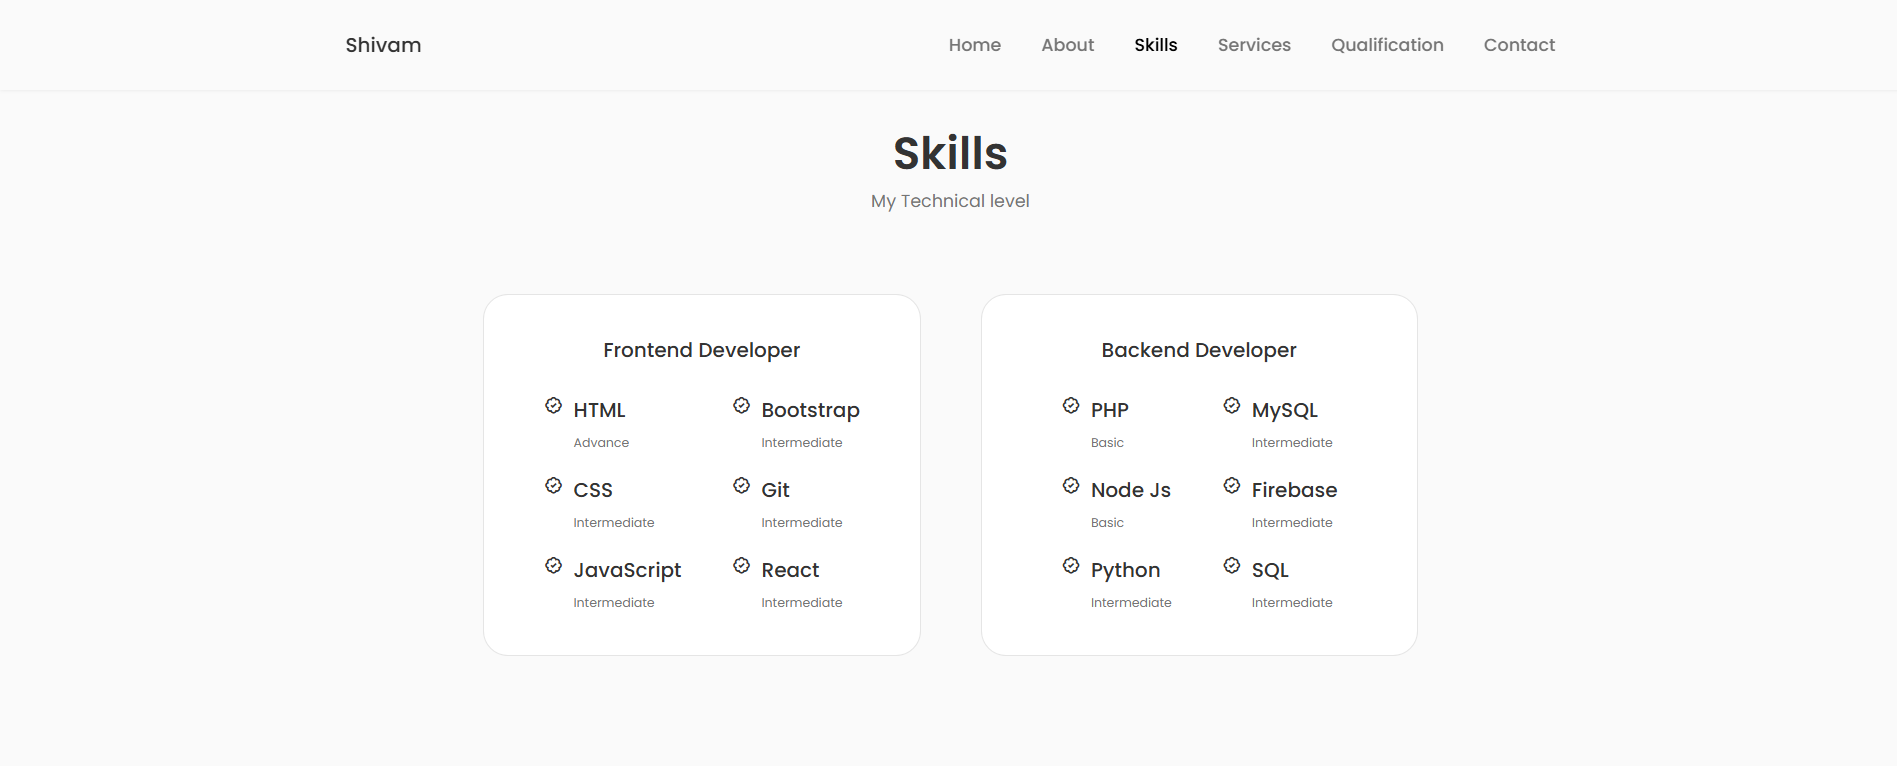 Shivam
Home About Skills Services Qualification Contact
Skills
My Technical level
Frontend Developer
HTML
Advance
Bootstrap
Intermediate
CSS
Intermediate
Git
Intermediate
JavaScript
Intermediate
React
Intermediate
Backend Developer
PHP
Basic
MySQL
Intermediate
Node Js
Basic
Firebase
Intermediate
Python
Intermediate
SQL
Intermediate